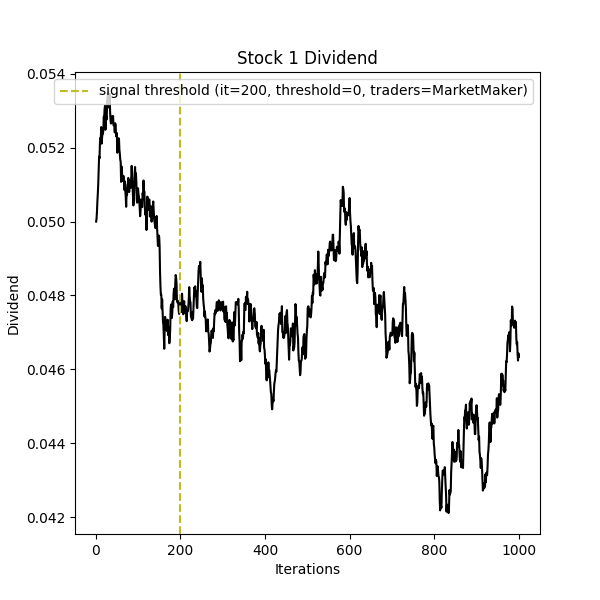 Stock 1 Dividend
signal threshold (it=200, threshold=0, traders=MarketMaker)
0.054
0.052
0.050
0.048
0.046
0.044
0.042
Dividend
0 200 400 600 800 1000
Iterations